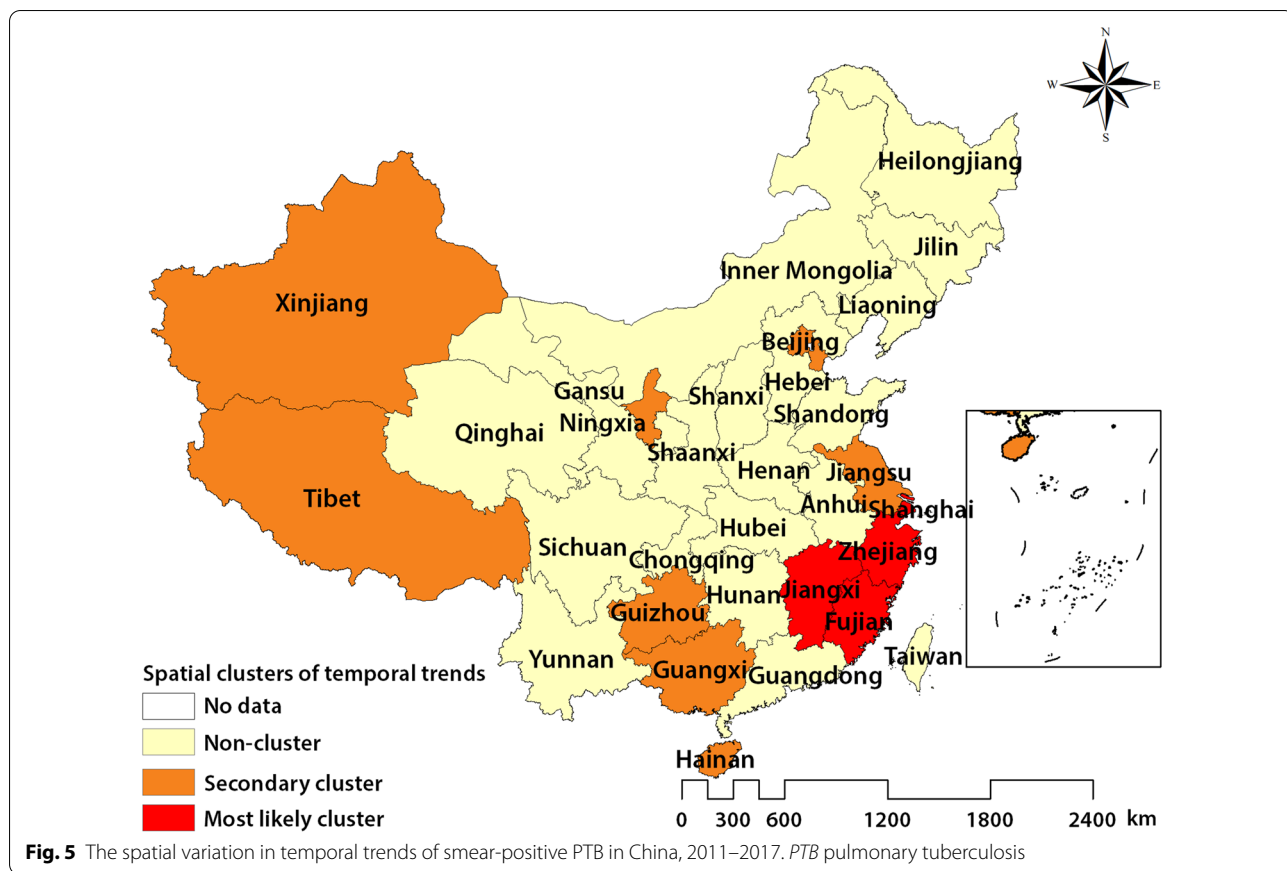 N
W E
S
Heilongjiang
Jilin
Inner Mongolia
Liaoning
Xinjiang
Beijing
Hebei
Gansu
Shanxi
Shandong
Ningxia
Qinghai
Shaanxi
Henan
Jiangsu
Tibet
Anhui
Shanghai
Hubei
Sichuan
Zhejiang
Chongqing
Hunan
Jiangxi
Guizhou
Fujian
Yunnan
Guangxi
Guangdong
Taiwan
Hainan
Spatial clusters of temporal trends
No data
Non-cluster
Secondary cluster
Most likely cluster
0 300 600 1200 1800 2400 km
Fig. 5 The spatial variation in temporal trends of smear-positive PTB in China, 2011–2017. PTB pulmonary tuberculosis